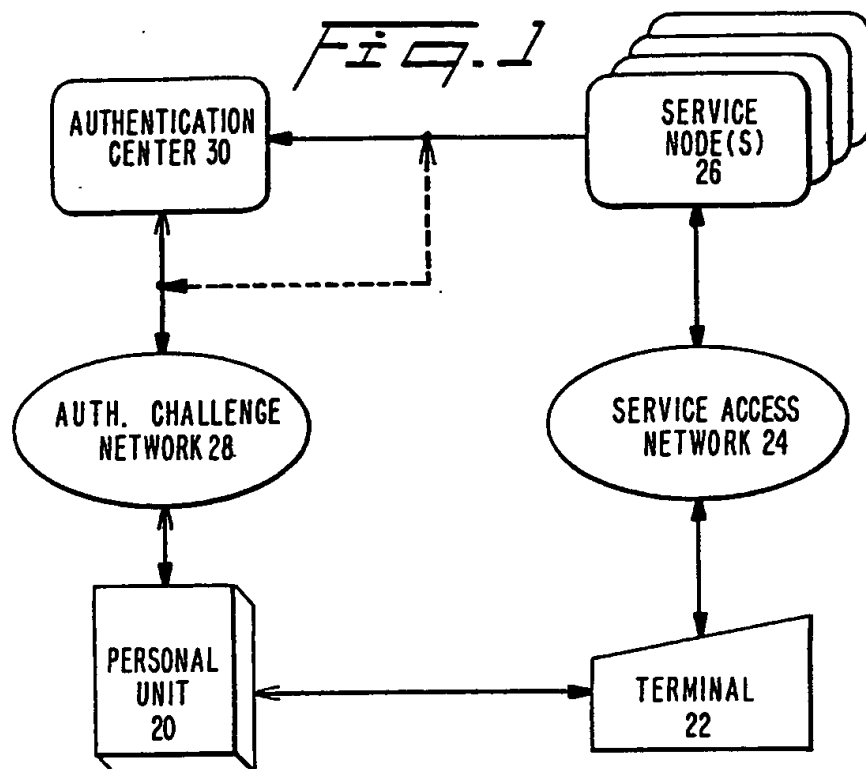 Fig. 1
AUTHENTICATION
CENTER 30
SERVICE
NODE(S)
26
AUTH. CHALLENGE
NETWORK 28
SERVICE ACCESS
NETWORK 24
PERSONAL
UNIT
20
TERMINAL
22